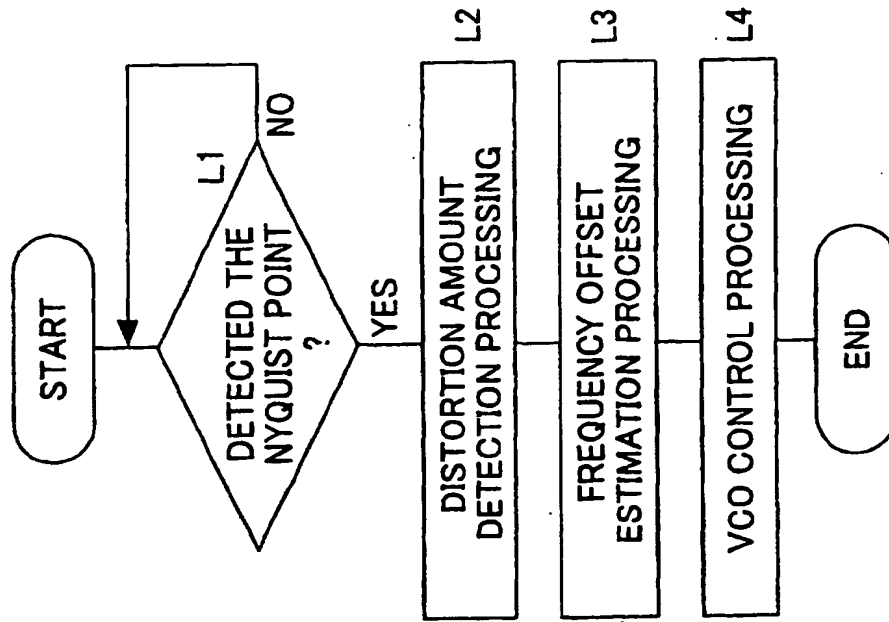 START
L1
DETECTED THE
NYQUIST POINT
?
NO
YES
DISTORTION AMOUNT
DETECTION PROCESSING
L2
FREQUENCY OFFSET
ESTIMATION PROCESSING
L3
VCO CONTROL PROCESSING
L4
END